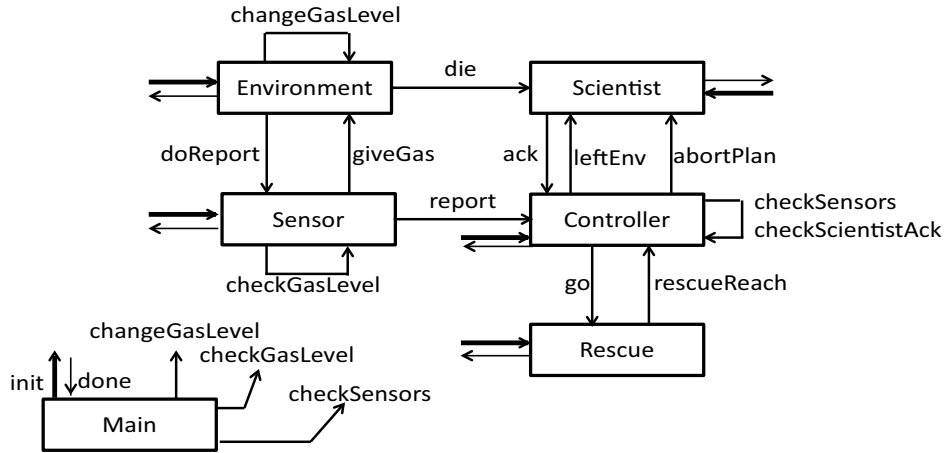 changeGasLevel
die
Environment
Scientist
doReport
giveGas
ack
leftEnv
abortPlan
report
Sensor
Controller
checkSensors
checkScientistAck
checkGasLevel
go
rescueReach
changeGasLevel
checkGasLevel
Rescue
init
done
checkSensors
Main